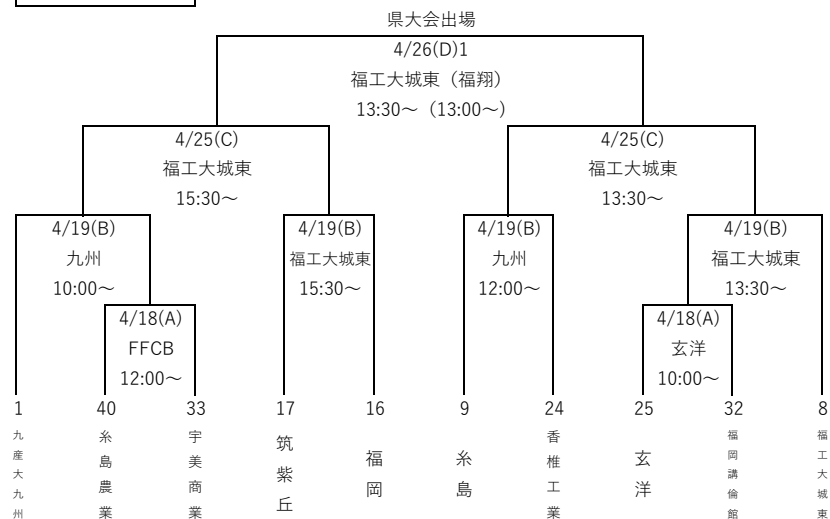 県大会出場
4/26(D)1
福工大城東（福翔）
13:30～（13:00～）
4/25(C)
福工大城東
15:30～
4/25(C)
福工大城東
13:30～
4/19(B)
九州
10:00～
4/19(B)
福工大城東
15:30～
4/19(B)
九州
12:00～
4/19(B)
福工大城東
13:30～
4/18(A)
FFCB
12:00～
4/18(A)
玄洋
10:00～
1
40
33
17
16
9
24
25
32
8
九産大九州
糸島農業
宇美商業
筑紫丘
福岡
糸島
香椎工業
玄洋
福岡講倫館
福工大城東